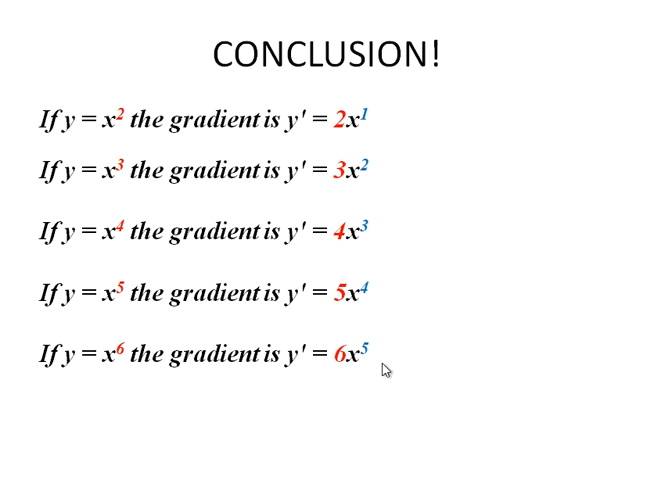 CONCLUSION!
If y = x² the gradient is y' = 2x¹
If y = x³ the gradient is y' = 3x²
If y = x⁴ the gradient is y' = 4x³
If y = x⁵ the gradient is y' = 5x⁴
If y = x⁶ the gradient is y' = 6x⁵